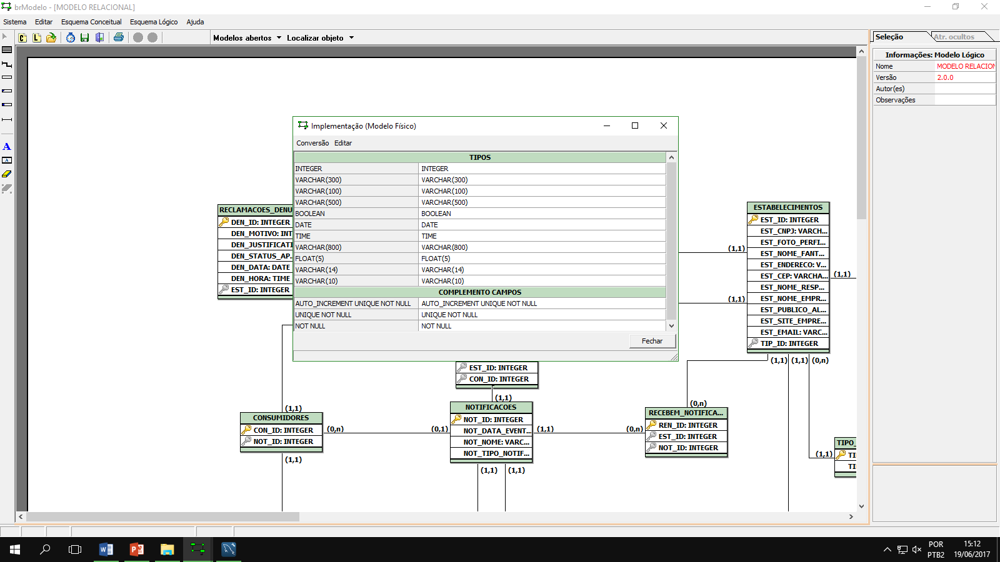 brModelo - [MODELO RELACIONAL]
Sistema Editar Esquema Conceitual Esquema Lógico Ajuda
Modelos abertos Localizar objeto
Seleção Atr. ocultos
Informações: Modelo Lógico
Nome MODELO RELACION
Versão 2.0.0
Autor(es)
Observações
Implementação (Modelo Físico)
Conversão Editar
TIPOS
INTEGER INTEGER
VARCHAR(300) VARCHAR(300)
VARCHAR(100) VARCHAR(100)
VARCHAR(500) VARCHAR(500)
BOOLEAN BOOLEAN
DATE DATE
TIME TIME
VARCHAR(800) VARCHAR(800)
FLOAT(5) FLOAT(5)
VARCHAR(14) VARCHAR(14)
VARCHAR(10) VARCHAR(10)
COMPLEMENTO CAMPOS
AUTO_INCREMENT UNIQUE NOT NULL AUTO_INCREMENT UNIQUE NOT NULL
UNIQUE NOT NULL UNIQUE NOT NULL
NOT NULL NOT NULL
Fechar
RECLAMACOES_DENU
DEN_ID: INTEGER
DEN_MOTIVO: INT
DEN_JUSTIFICATI
DEN_STATUS_AP..
DEN_DATA: DATE
DEN_HORA: TIME
EST_ID: INTEGER
ESTABELECIMENTOS
EST_ID: INTEGER
EST_CNPJ: VARCH...
EST_FOTO_PERFI...
EST_NOME_FANT...
EST_ENDERECO: V...
EST_CEP: VARCHA...
EST_NOME_RESP...
EST_NOME_EMPR...
EST_PUBLICO_AL...
EST_SITE_EMPRE...
EST_EMAIL: VARC...
TIP_ID: INTEGER
(1,1)
(1,1)
(1,1)
(1,1) (1,1) (0,n)
EST_ID: INTEGER
CON_ID: INTEGER
(1,1)
(1,1)
CONSUMIDORES
CON_ID: INTEGER
NOT_ID: INTEGER
(1,1)
(0,n) (0,1)
NOTIFICACOES
NOT_ID: INTEGER
NOT_DATA_EVENT...
NOT_NOME: VARC...
NOT_TIPO_NOTIF...
(1,1) (1,1)
(1,1) (0,n)
(0,n)
RECEBEM_NOTIFICA...
REN_ID: INTEGER
EST_ID: INTEGER
NOT_ID: INTEGER
(1,1)
TIPO_
TI
TI
POR
PTB2
15:12
19/06/2017